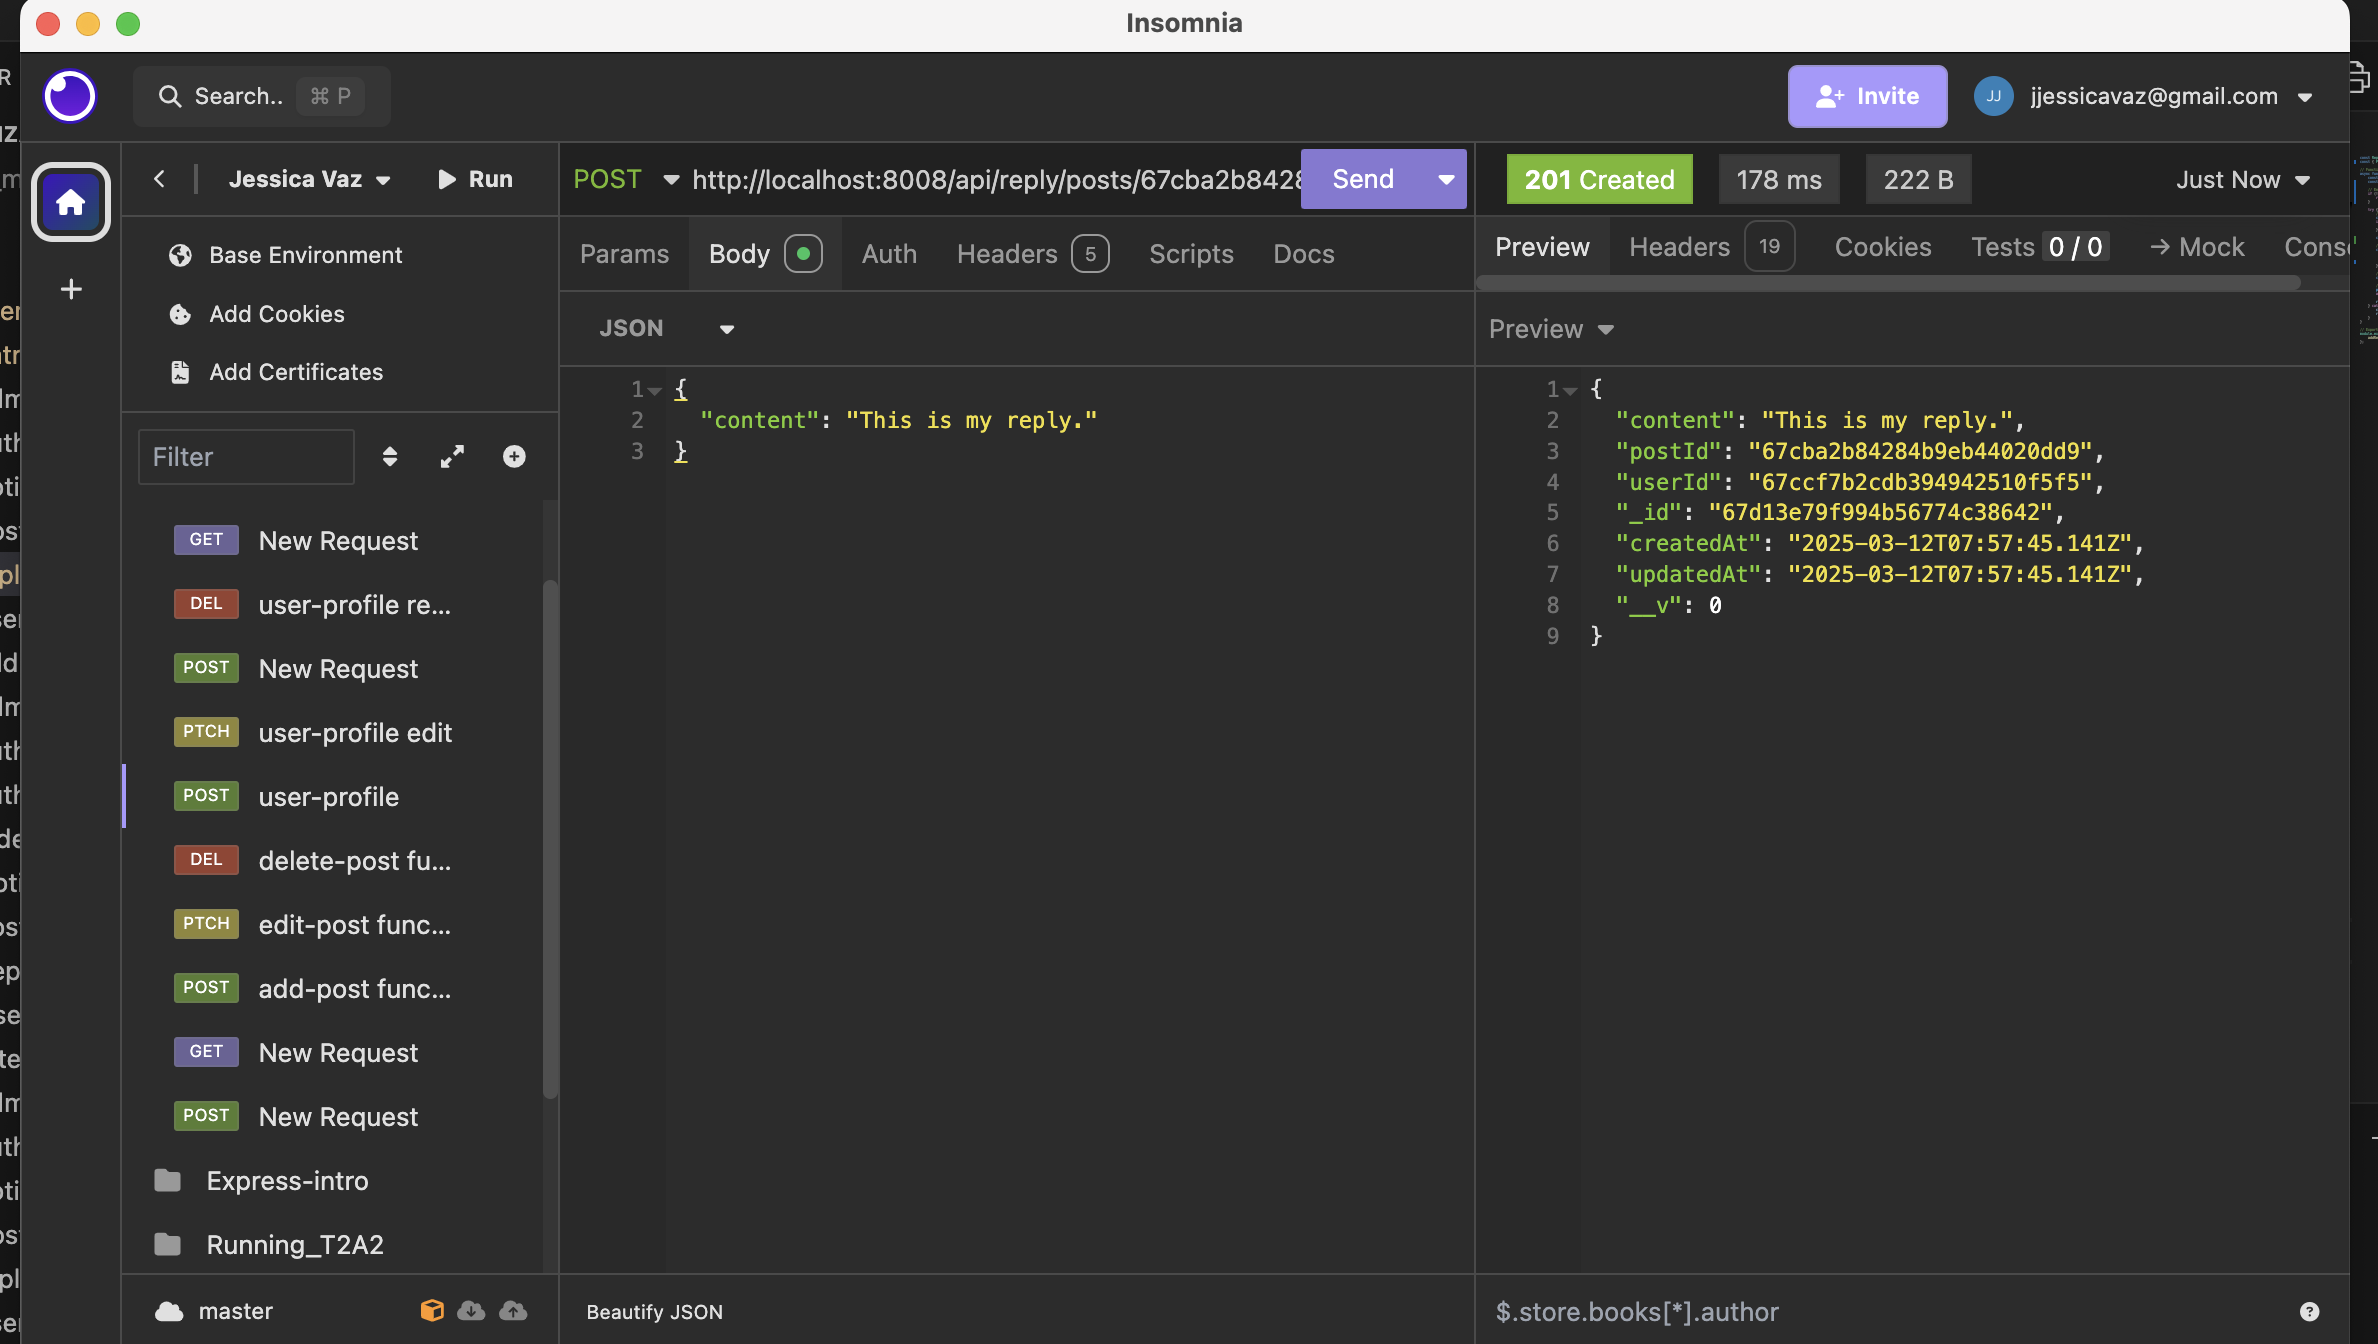 Insomnia
Search.. ⌘ P
Invite
JJ
jjessicavaz@gmail.com
Jessica Vaz
Run
Base Environment
Add Cookies
Add Certificates
Filter
GET New Request
DEL user-profile re...
POST New Request
PTCH user-profile edit
POST user-profile
DEL delete-post fu...
PTCH edit-post func...
POST add-post func...
GET New Request
POST New Request
Express-intro
Running_T2A2
master
POST http://localhost:8008/api/reply/posts/67cba2b8428
Send
Params Body Auth Headers 5 Scripts Docs
JSON
1 {
2 "content": "This is my reply."
3 }
Beautify JSON
201 Created 178 ms 222 B Just Now
Preview Headers 19 Cookies Tests 0 / 0 → Mock Conso
Preview
1 {
2 "content": "This is my reply.",
3 "postId": "67cba2b84284b9eb44020dd9",
4 "userId": "67ccf7b2cdb394942510f5f5",
5 "_id": "67d13e79f994b56774c38642",
6 "createdAt": "2025-03-12T07:57:45.141Z",
7 "updatedAt": "2025-03-12T07:57:45.141Z",
8 "__v": 0
9 }
$.store.books[*].author